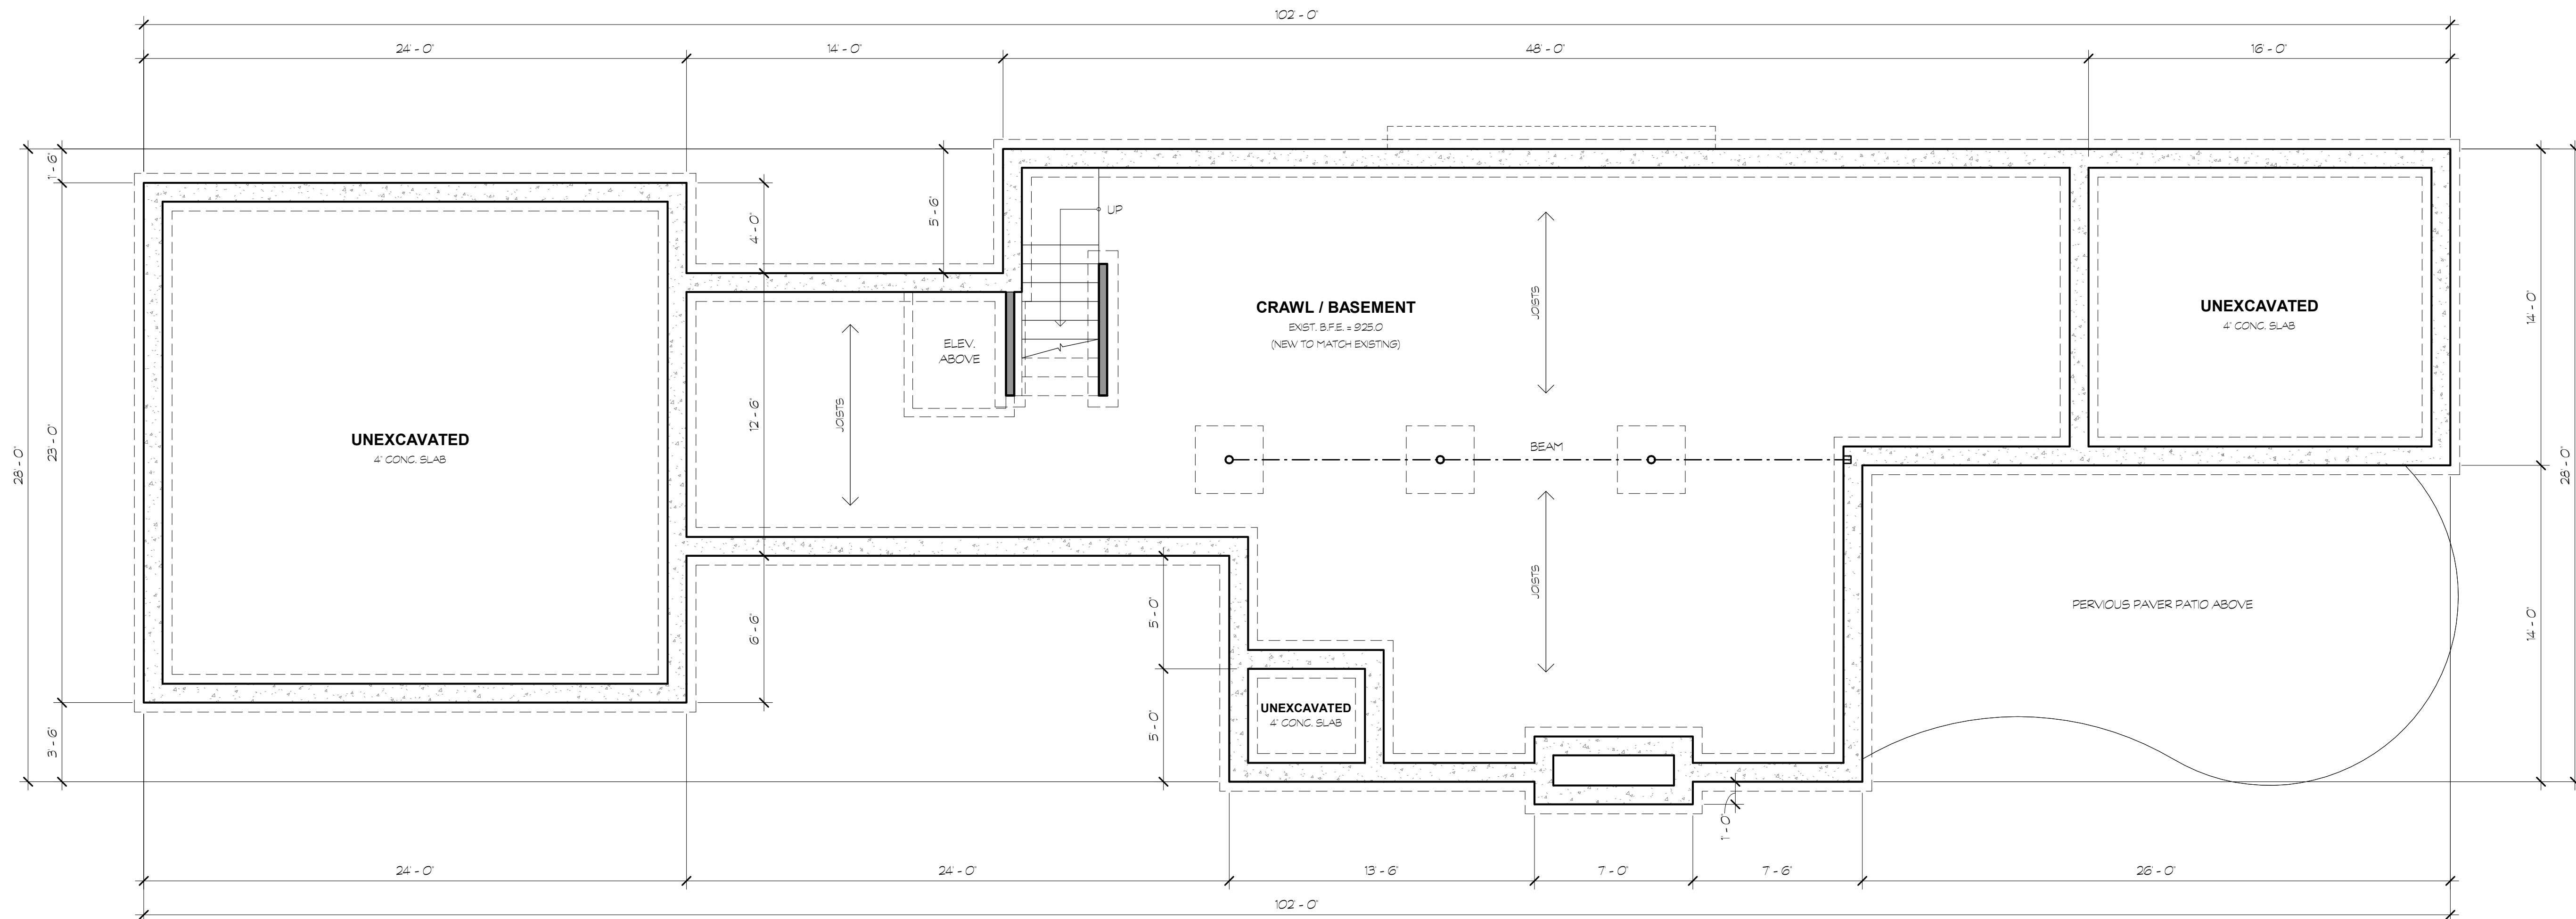 102' - 0"
24' - 0"
14' - 0"
48' - 0"
16' - 0"
1' - 6"
23' - 0"
3' - 6"
28' - 0"
4' - 0"
12' - 6"
6' - 6"
5' - 6"
UP
ELEV.
ABOVE
JOISTS
CRAWL / BASEMENT
EXIST. B.F.E. = 925.0
(NEW TO MATCH EXISTING)
JOISTS
UNEXCAVATED
4" CONC. SLAB
UNEXCAVATED
4" CONC. SLAB
BEAM
JOISTS
14' - 0"
14' - 0"
28' - 0"
PERVIOUS PAVER PATIO ABOVE
5' - 0"
5' - 0"
UNEXCAVATED
4" CONC. SLAB
1' - 0"
24' - 0"
24' - 0"
13' - 6"
7' - 0"
7' - 6"
26' - 0"
102' - 0"